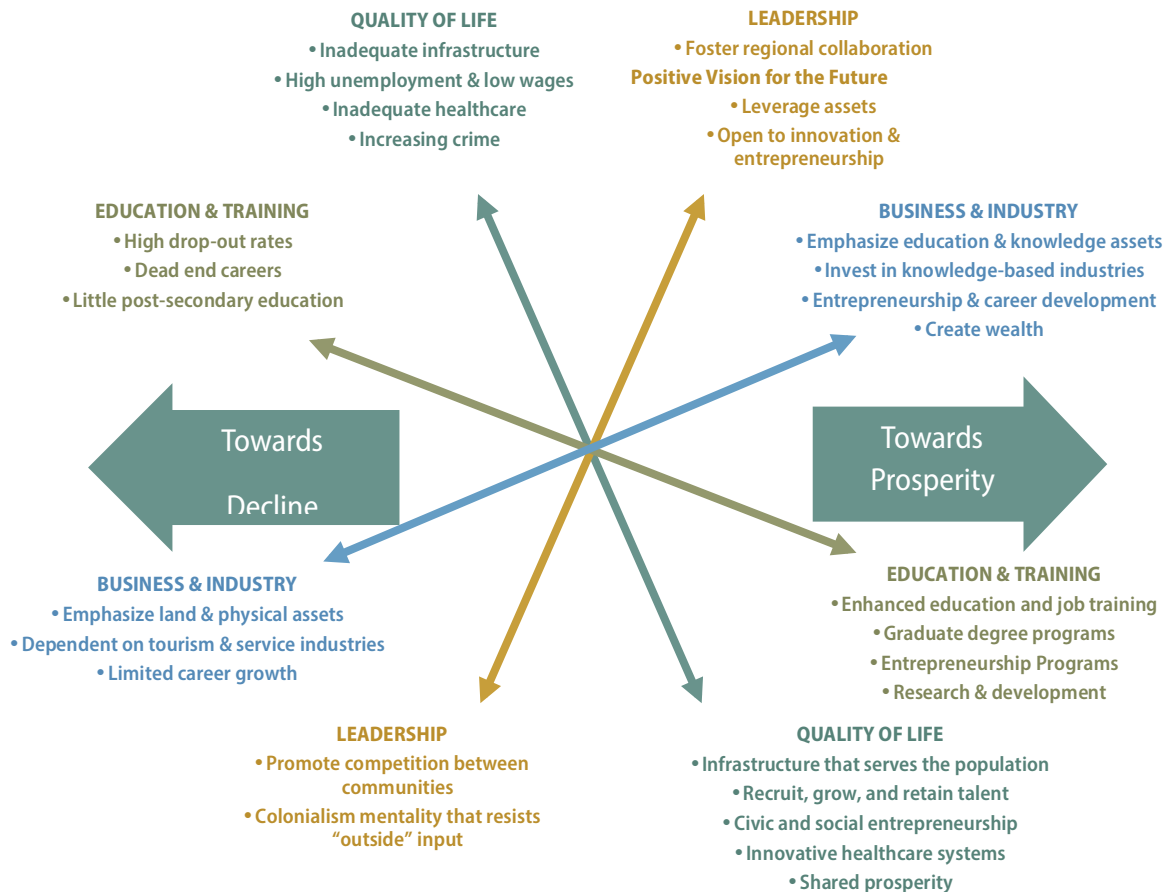 QUALITY OF LIFE
• Inadequate infrastructure
• High unemployment & low wages
• Inadequate healthcare
• Increasing crime
LEADERSHIP
• Foster regional collaboration
Positive Vision for the Future
• Leverage assets
• Open to innovation &
entrepreneurship
EDUCATION & TRAINING
• High drop-out rates
• Dead end careers
• Little post-secondary education
BUSINESS & INDUSTRY
• Emphasize education & knowledge assets
• Invest in knowledge-based industries
• Entrepreneurship & career development
• Create wealth
Towards
Decline
Towards
Prosperity
BUSINESS & INDUSTRY
• Emphasize land & physical assets
• Dependent on tourism & service industries
• Limited career growth
EDUCATION & TRAINING
• Enhanced education and job training
• Graduate degree programs
• Entrepreneurship Programs
• Research & development
LEADERSHIP
• Promote competition between
communities
• Colonialism mentality that resists
“outside” input
QUALITY OF LIFE
• Infrastructure that serves the population
• Recruit, grow, and retain talent
• Civic and social entrepreneurship
• Innovative healthcare systems
• Shared prosperity